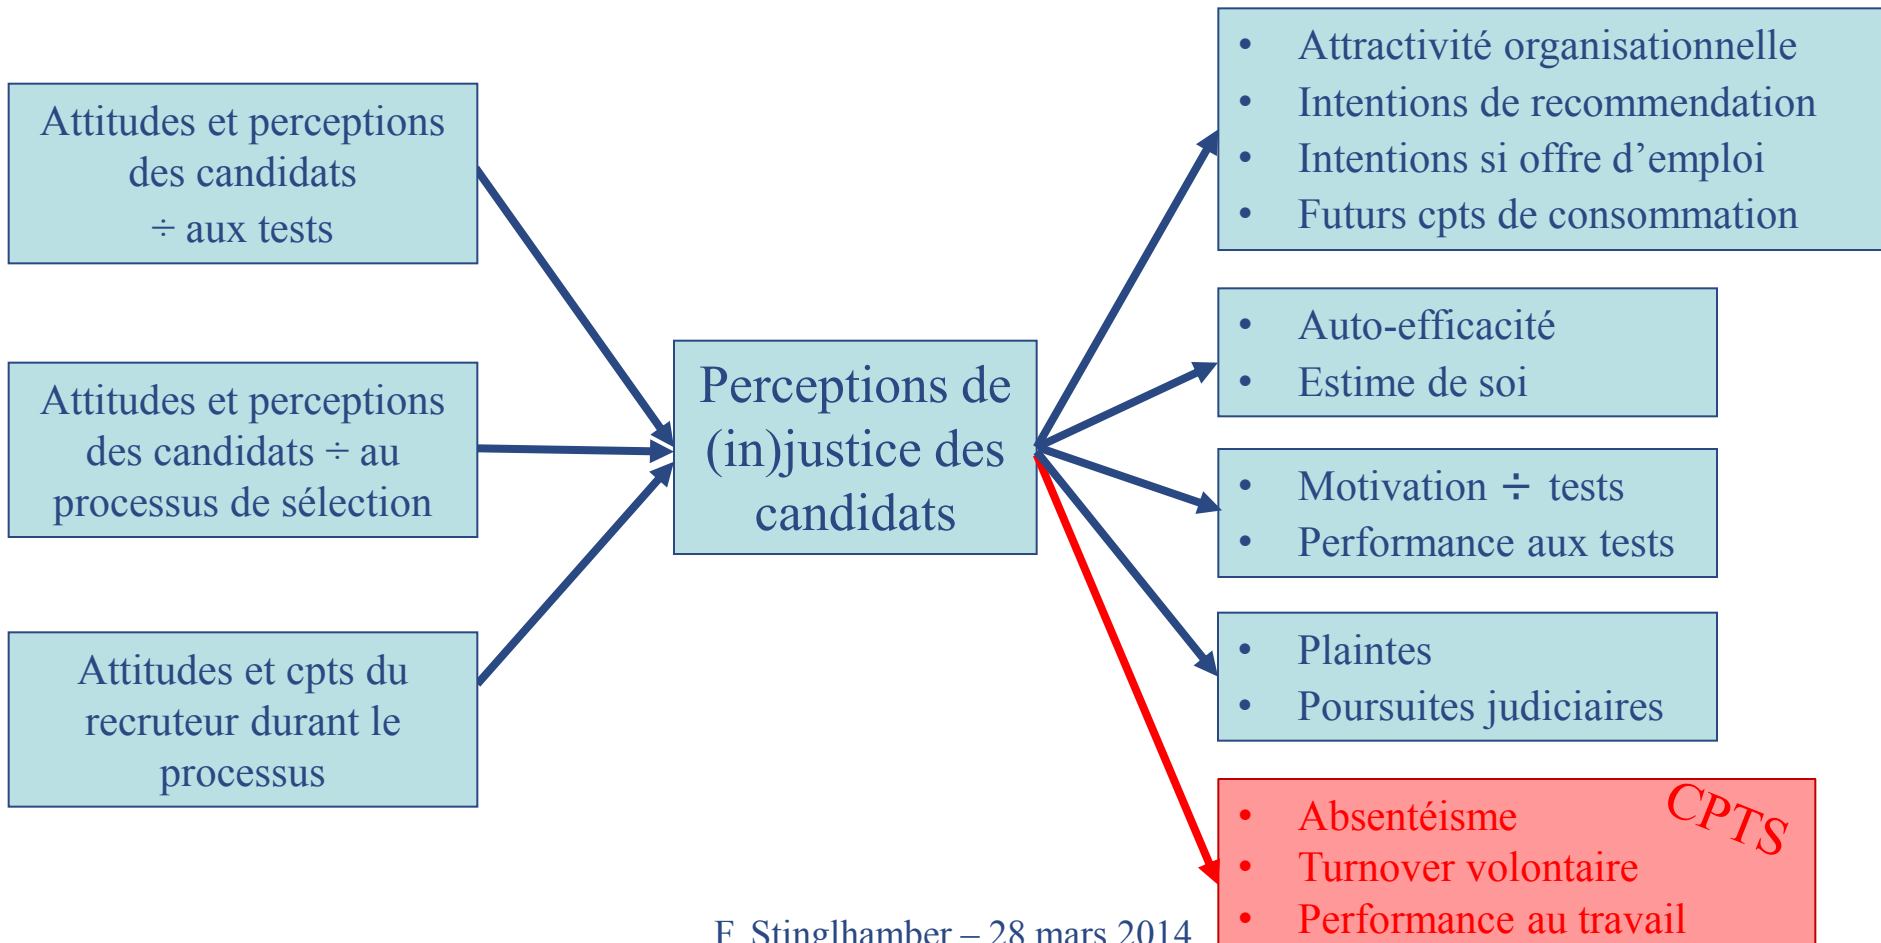 Attitudes et perceptions
des candidats
÷ aux tests
Attitudes et perceptions
des candidats ÷ au
processus de sélection
Attitudes et cpts du
recruteur durant le
processus
Perceptions de
(in)justice des
candidats
• Attractivité organisationnelle
• Intentions de recommendation
• Intentions si offre d’emploi
• Futurs cpts de consommation
• Auto-efficacité
• Estime de soi
• Motivation ÷ tests
• Performance aux tests
• Plaintes
• Poursuites judiciaires
CPTS
• Absentéisme
• Turnover volontaire
• Performance au travail
F. Stinglhamber – 28 mars 2014